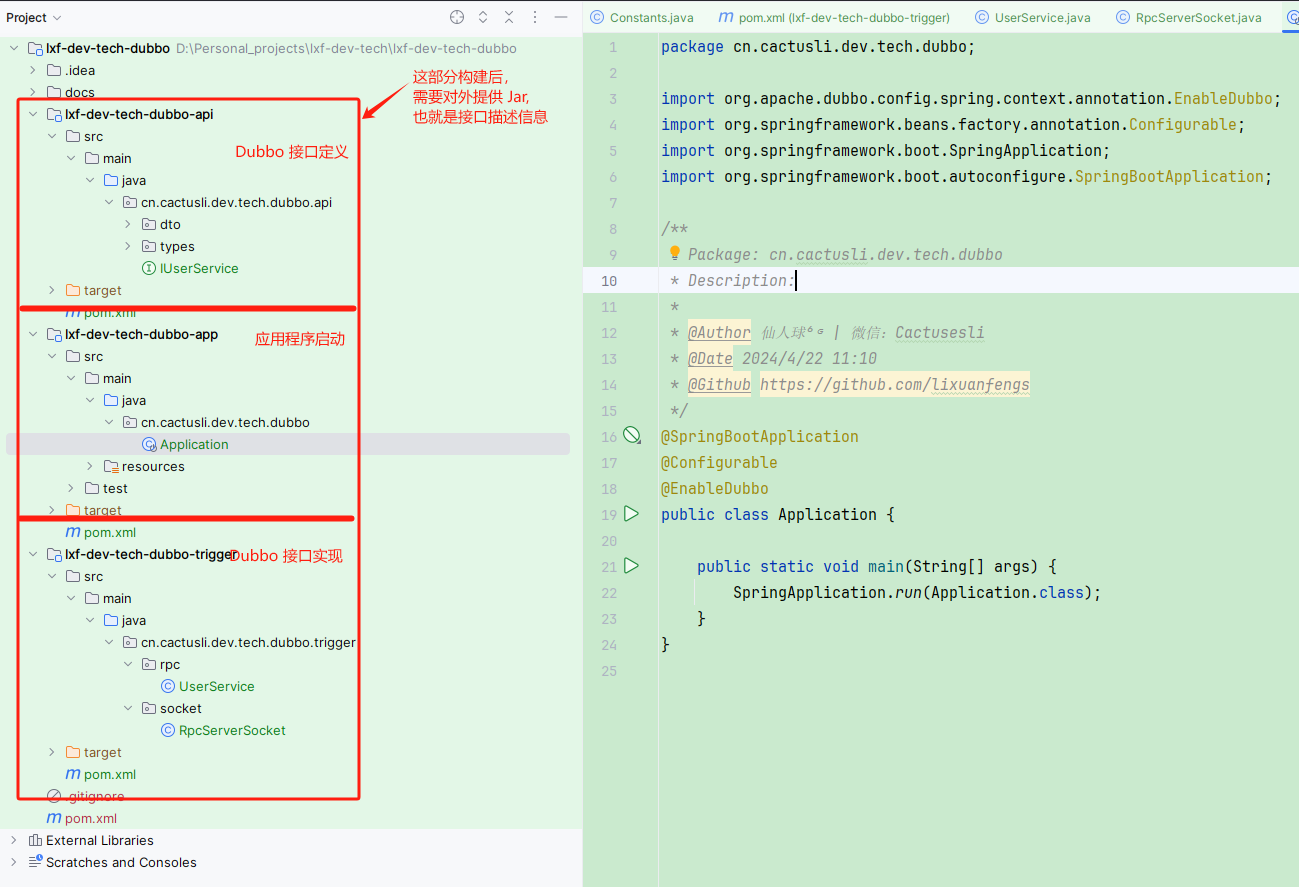 Project
lxf-dev-tech-dubbo D:\Personal_projects\lxf-dev-tech\lxf-dev-tech-dubbo
.idea
docs
lxf-dev-tech-dubbo-api
src
main
java
cn.cactusli.dev.tech.dubbo.api
dto
types
IUserService
target
pom.xml
lxf-dev-tech-dubbo-app
src
main
java
cn.cactusli.dev.tech.dubbo
Application
resources
test
target
pom.xml
lxf-dev-tech-dubbo-trigger
src
main
java
cn.cactusli.dev.tech.dubbo.trigger
rpc
UserService
socket
RpcServerSocket
target
pom.xml
.gitignore
pom.xml
External Libraries
Scratches and Consoles
这部分构建后，
需要对外提供 Jar,
也就是接口描述信息
Dubbo 接口定义
应用程序启动
Dubbo 接口实现
Constants.java
pom.xml (lxf-dev-tech-dubbo-trigger)
UserService.java
RpcServerSocket.java
1 package cn.cactusli.dev.tech.dubbo;
2
3 import org.apache.dubbo.config.spring.context.annotation.EnableDubbo;
4 import org.springframework.beans.factory.annotation.Configurable;
5 import org.springframework.boot.SpringApplication;
6 import org.springframework.boot.autoconfigure.SpringBootApplication;
7
8 /**
9 Package: cn.cactusli.dev.tech.dubbo
10 * Description:
11 *
12 * @Author 仙人球⁶ᴳ | 微信: Cactusesli
13 * @Date 2024/4/22 11:10
14 * @Github https://github.com/lixuanfengs
15 */
16 @SpringBootApplication
17 @Configurable
18 @EnableDubbo
19 public class Application {
20
21 public static void main(String[] args) {
22 SpringApplication.run(Application.class);
23 }
24 }
25